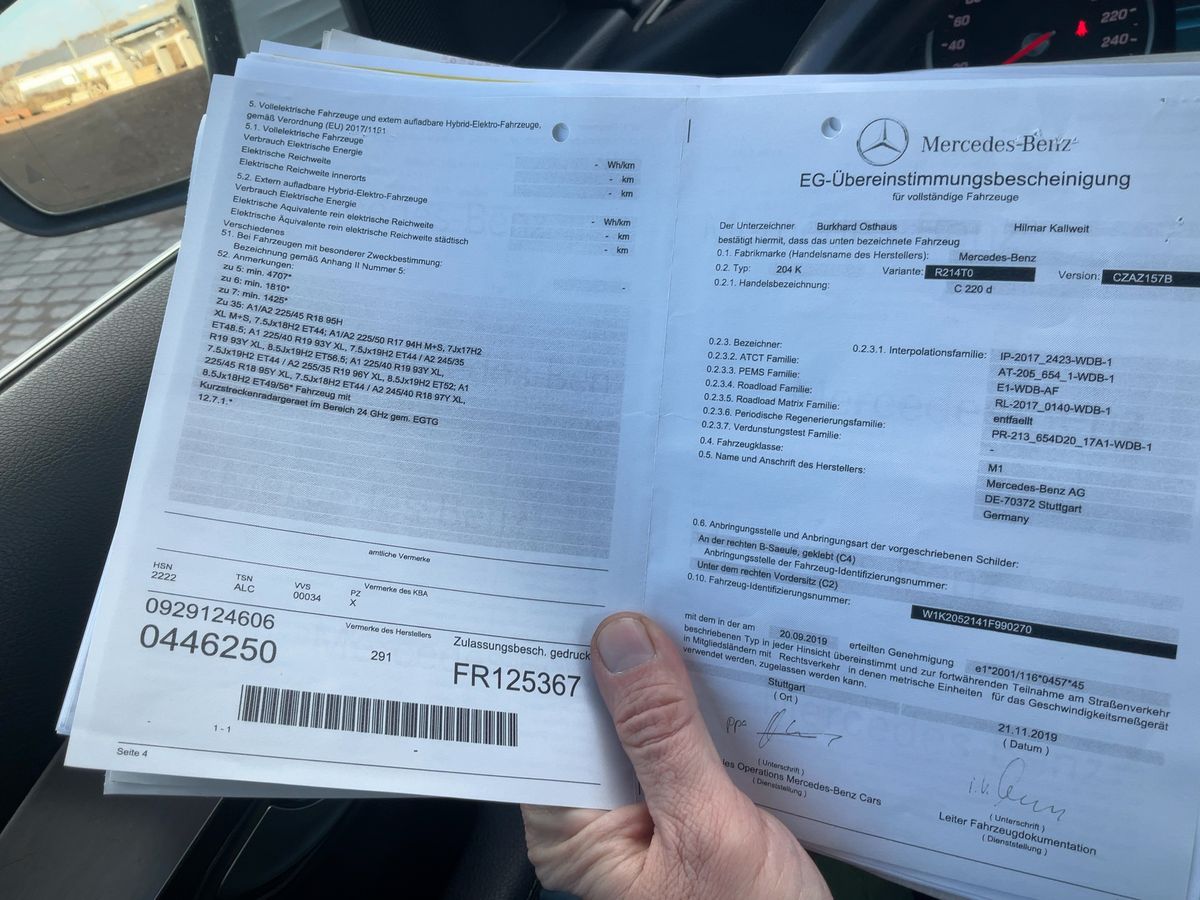 5. Vollelektrische Fahrzeuge und extern aufladbare Hybrid-Elektro-Fahrzeuge,
gemäß Verordnung (EU) 2017/1151
5.1. Vollelektrische Fahrzeuge
Verbrauch Elektrische Energie - Wh/km
Elektrische Reichweite - km
Elektrische Reichweite innerorts - km
5.2. Extern aufladbare Hybrid-Elektro-Fahrzeuge
Verbrauch Elektrische Energie - Wh/km
Elektrische Äquivalente rein elektrische Reichweite - km
Elektrische Äquivalente rein elektrische Reichweite städtisch - km
Verschiedenes
51. Bei Fahrzeugen mit besonderer Zweckbestimmung:
Bezeichnung gemäß Anhang II Nummer 5: -
52. Anmerkungen:
zu 5: min. 4707*
zu 6: min. 1810*
zu 7: min. 1425*
Zu 35: A1/A2 225/45 R18 95H
XL M+S, 7.5Jx18H2 ET44; A1/A2 225/50 R17 94H M+S, 7Jx17H2
ET48.5; A1 225/40 R19 93Y XL, 7.5Jx19H2 ET44 / A2 245/35
R19 93Y XL, 8.5Jx19H2 ET56.5; A1 225/40 R19 93Y XL,
7.5Jx19H2 ET44 / A2 255/35 R19 96Y XL, 8.5Jx19H2 ET52; A1
225/45 R18 95Y XL, 7.5Jx18H2 ET44 / A2 245/40 R18 97Y XL,
8.5Jx18H2 ET49/56* Fahrzeug mit
Kurzstreckenradargeraet im Bereich 24 GHz gem. EGTG
12.7.1.*
amtliche Vermerke
HSN TSN VVS PZ Vermerke des KBA
2222 ALC 00034 X
0929124606 Vermerke des Herstellers Zulassungsbesch. gedruck
0446250 291 FR125367
1 - 1 -
Seite 4
Mercedes-Benz
EG-Übereinstimmungsbescheinigung
für vollständige Fahrzeuge
Der Unterzeichner Burkhard Osthaus Hilmar Kallweit
bestätigt hiermit, dass das unten bezeichnete Fahrzeug
0.1. Fabrikmarke (Handelsname des Herstellers): Mercedes-Benz
0.2. Typ: 204 K Variante: R214T0 Version: CZAZ157B
0.2.1. Handelsbezeichnung: C 220 d
0.2.3. Bezeichner: 0.2.3.1. Interpolationsfamilie: IP-2017_2423-WDB-1
0.2.3.2. ATCT Familie: AT-205_654_1-WDB-1
0.2.3.3. PEMS Familie: E1-WDB-AF
0.2.3.4. Roadload Familie: RL-2017_0140-WDB-1
0.2.3.5. Roadload Matrix Familie: entfaellt
0.2.3.6. Periodische Regenerierungsfamilie: PR-213_654D20_17A1-WDB-1
0.2.3.7. Verdunstungstest Familie: -
0.4. Fahrzeugklasse: M1
0.5. Name und Anschrift des Herstellers: Mercedes-Benz AG
DE-70372 Stuttgart
Germany
0.6. Anbringungsstelle und Anbringungsart der vorgeschriebenen Schilder:
An der rechten B-Saeule, geklebt (C4)
Anbringungsstelle der Fahrzeug-Identifizierungsnummer:
Unter dem rechten Vordersitz (C2)
0.10. Fahrzeug-Identifizierungsnummer: W1K2052141F990270
mit dem in der am 20.09.2019 erteilten Genehmigung e1*2001/116*0457*45
beschriebenen Typ in jeder Hinsicht übereinstimmt und zur fortwährenden Teilnahme am Straßenverkehr
in Mitgliedsländern mit Rechtsverkehr in denen metrische Einheiten für das Geschwindigkeitsmeßgerät
verwendet werden, zugelassen werden kann.
Stuttgart 21.11.2019
( Ort ) ( Datum )
ppa i.V.
( Unterschrift ) ( Unterschrift )
les Operations Mercedes-Benz Cars Leiter Fahrzeugdokumentation
( Dienststellung ) ( Dienststellung )
60
40
220
240